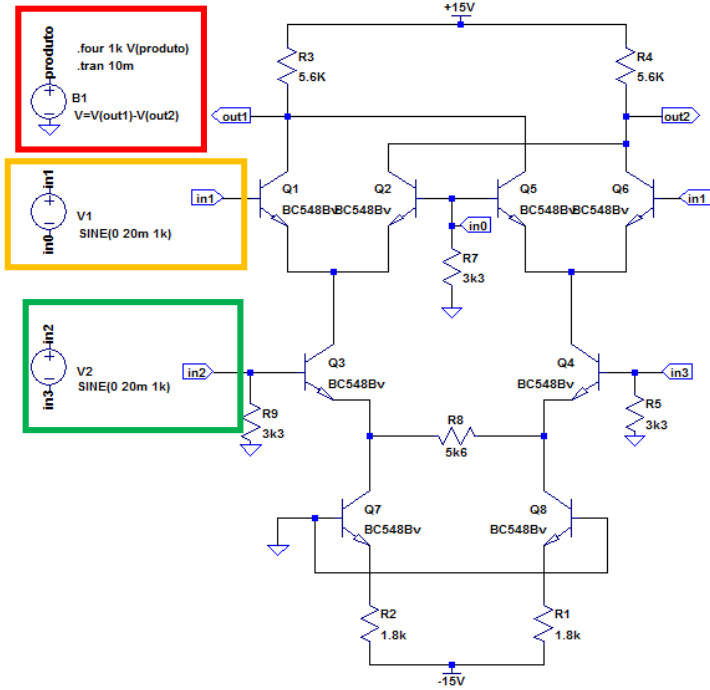 +15V
produto
.four 1k V(produto)
.tran 10m
B1
V=V(out1)-V(out2)
R3
5.6K
R4
5.6K
out1
out2
in1
in0
V1
SINE(0 20m 1k)
in1
Q1
BC548Bv
Q2
BC548Bv
Q5
BC548Bv
Q6
BC548Bv
in1
in0
R7
3k3
in2
in3
V2
SINE(0 20m 1k)
in2
Q3
BC548Bv
Q4
BC548Bv
in3
R9
3k3
R8
5k6
R5
3k3
Q7
BC548Bv
Q8
BC548Bv
R2
1.8k
R1
1.8k
-15V